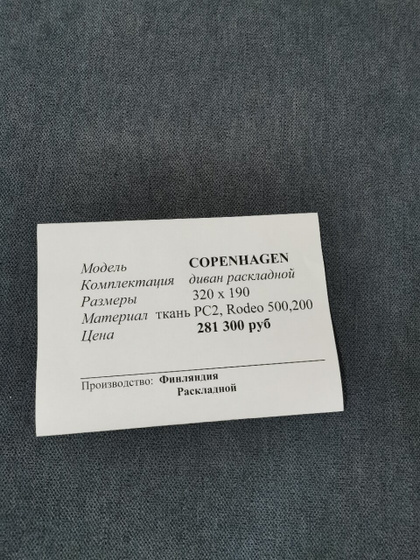 Модель COPENHAGEN
Комплектация диван раскладной
Размеры 320 x 190
Материал ткань PC2, Rodeo 500,200
Цена 281 300 руб
Производство: Финляндия
Раскладной